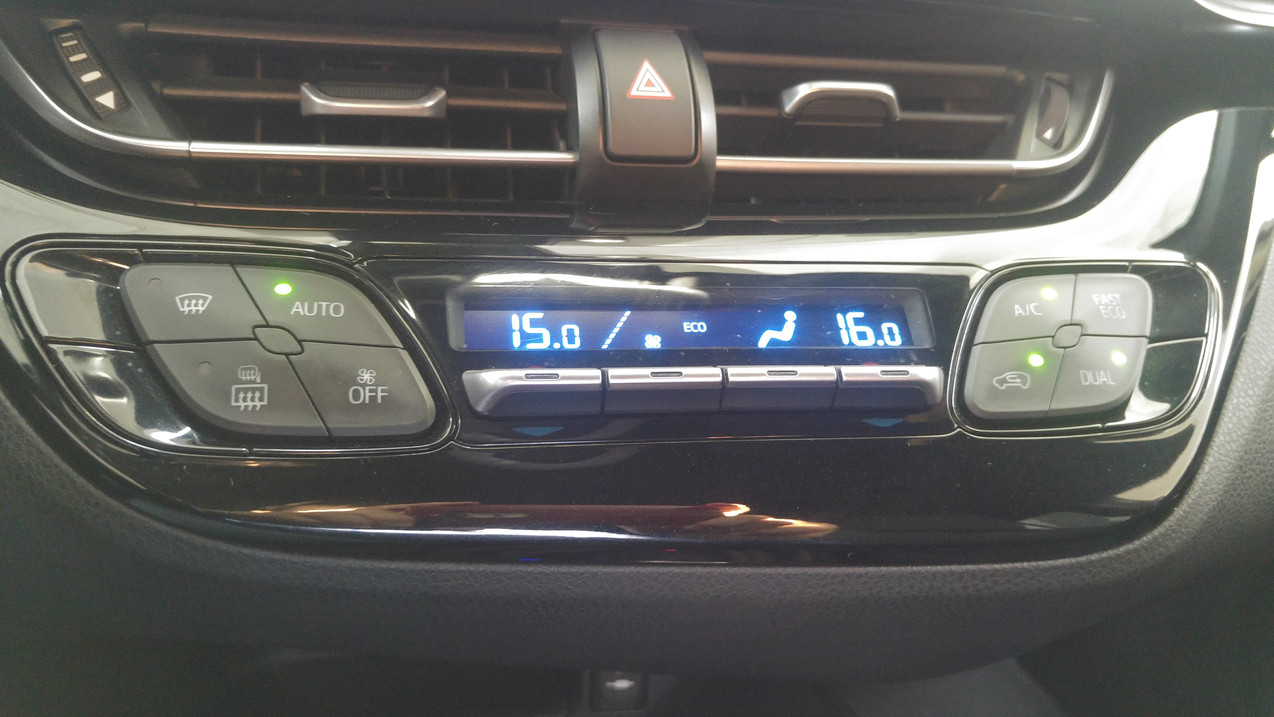 AUTO
OFF
15.0
ECO
16.0
A/C
FAST
ECO
DUAL